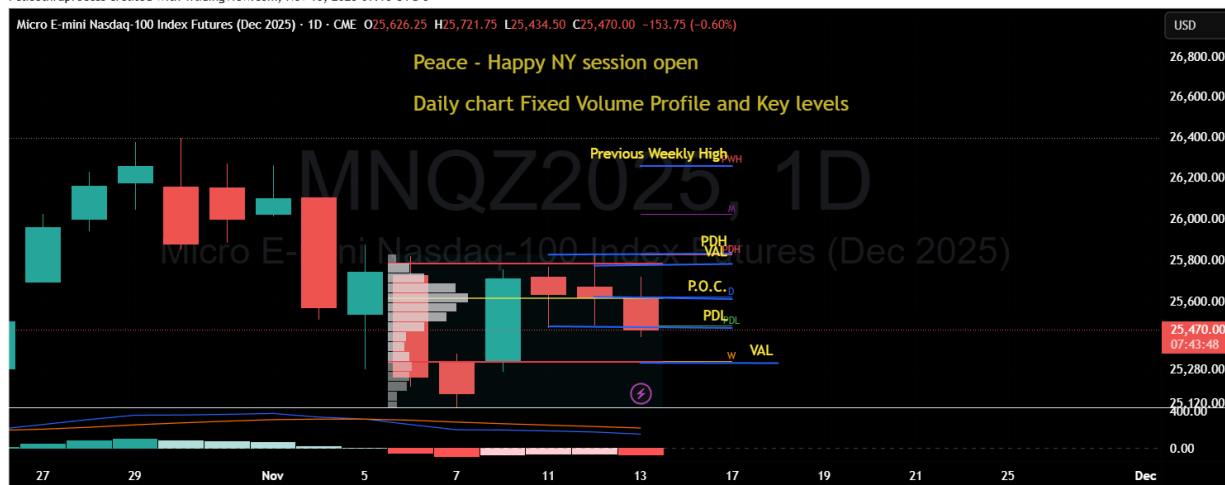 Micro E-mini Nasdaq-100 Index Futures (Dec 2025) · 1D · CME O25,626.25 H25,721.75 L25,434.50 C25,470.00 −153.75 (−0.60%)
USD
Peace - Happy NY session open
Daily chart Fixed Volume Profile and Key levels
MNQZ2025, 1D
Micro E-mini Nasdaq-100 Index Futures (Dec 2025)
Previous Weekly High
PWH
M
PDH
PDH
VAL
P.O.C.
D
PDL
PDL
W
VAL
26,800.00
26,600.00
26,400.00
26,200.00
26,000.00
25,800.00
25,600.00
25,470.00
07:43:48
25,280.00
25,120.00
400.00
0.00
27
29
Nov
5
7
11
13
17
19
21
25
Dec